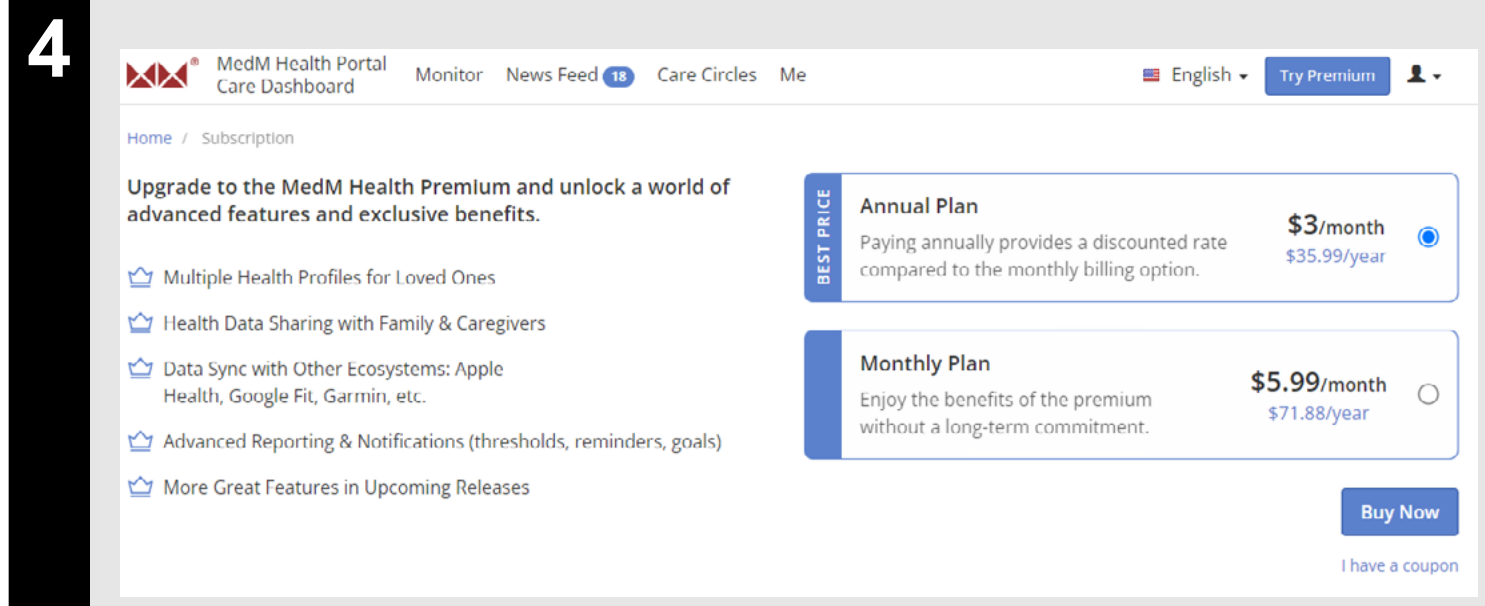 4
MedM Health Portal
Care Dashboard
Monitor News Feed 18 Care Circles Me
English
Try Premium
Home / Subscription
Upgrade to the MedM Health Premium and unlock a world of
advanced features and exclusive benefits.
Multiple Health Profiles for Loved Ones
Health Data Sharing with Family & Caregivers
Data Sync with Other Ecosystems: Apple
Health, Google Fit, Garmin, etc.
Advanced Reporting & Notifications (thresholds, reminders, goals)
More Great Features in Upcoming Releases
BEST PRICE
Annual Plan
Paying annually provides a discounted rate
compared to the monthly billing option.
$3/month
$35.99/year
Monthly Plan
Enjoy the benefits of the premium
without a long-term commitment.
$5.99/month
$71.88/year
Buy Now
I have a coupon